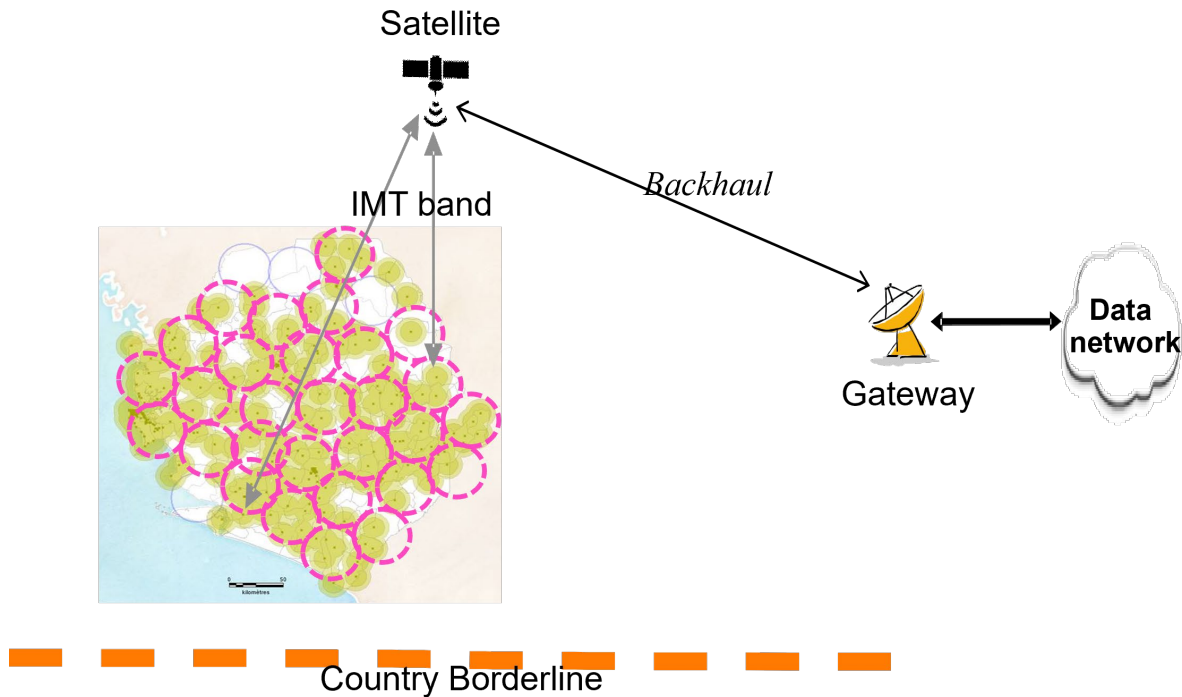 Satellite
Backhaul
IMT band
Data
network
Gateway
0 50
kilomètres
Country Borderline